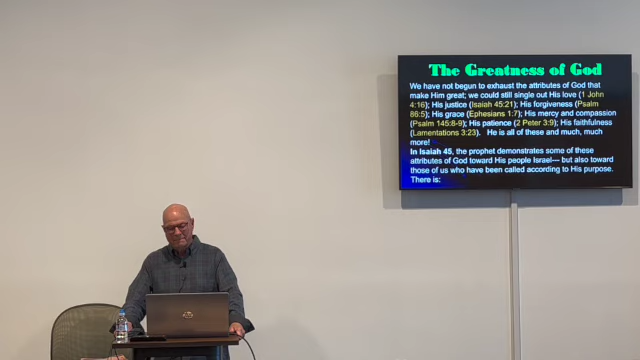 The Greatness of God
We have not begun to exhaust the attributes of God that
make Him great; we could still single out His love (1 John
4:16); His justice (Isaiah 45:21); His forgiveness (Psalm
86:5); His grace (Ephesians 1:7); His mercy and compassion
(Psalm 145:8-9); His patience (2 Peter 3:9); His faithfulness
(Lamentations 3:23). He is all of these and much, much
more!
In Isaiah 45, the prophet demonstrates some of these
attributes of God toward His people Israel--- but also toward
those of us who have been called according to His purpose.
There is: